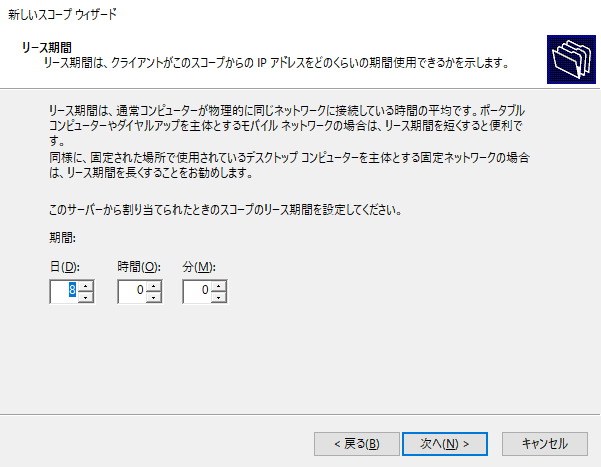 新しいスコープ ウィザード
リース期間
リース期間は、クライアントがこのスコープからの IP アドレスをどのくらいの期間使用できるかを示します。
リース期間は、通常コンピューターが物理的に同じネットワークに接続している時間の平均です。ポータブル
コンピューターやダイヤルアップを主体とするモバイル ネットワークの場合は、リース期間を短くすると便利で
す。
同様に、固定された場所で使用されているデスクトップ コンピューターを主体とする固定ネットワークの場合
は、リース期間を長くすることをお勧めします。
このサーバーから割り当てられたときのスコープのリース期間を設定してください。
期間:
日(D): 時間(O): 分(M):
8 0 0
< 戻る(B) 次へ(N) > キャンセル